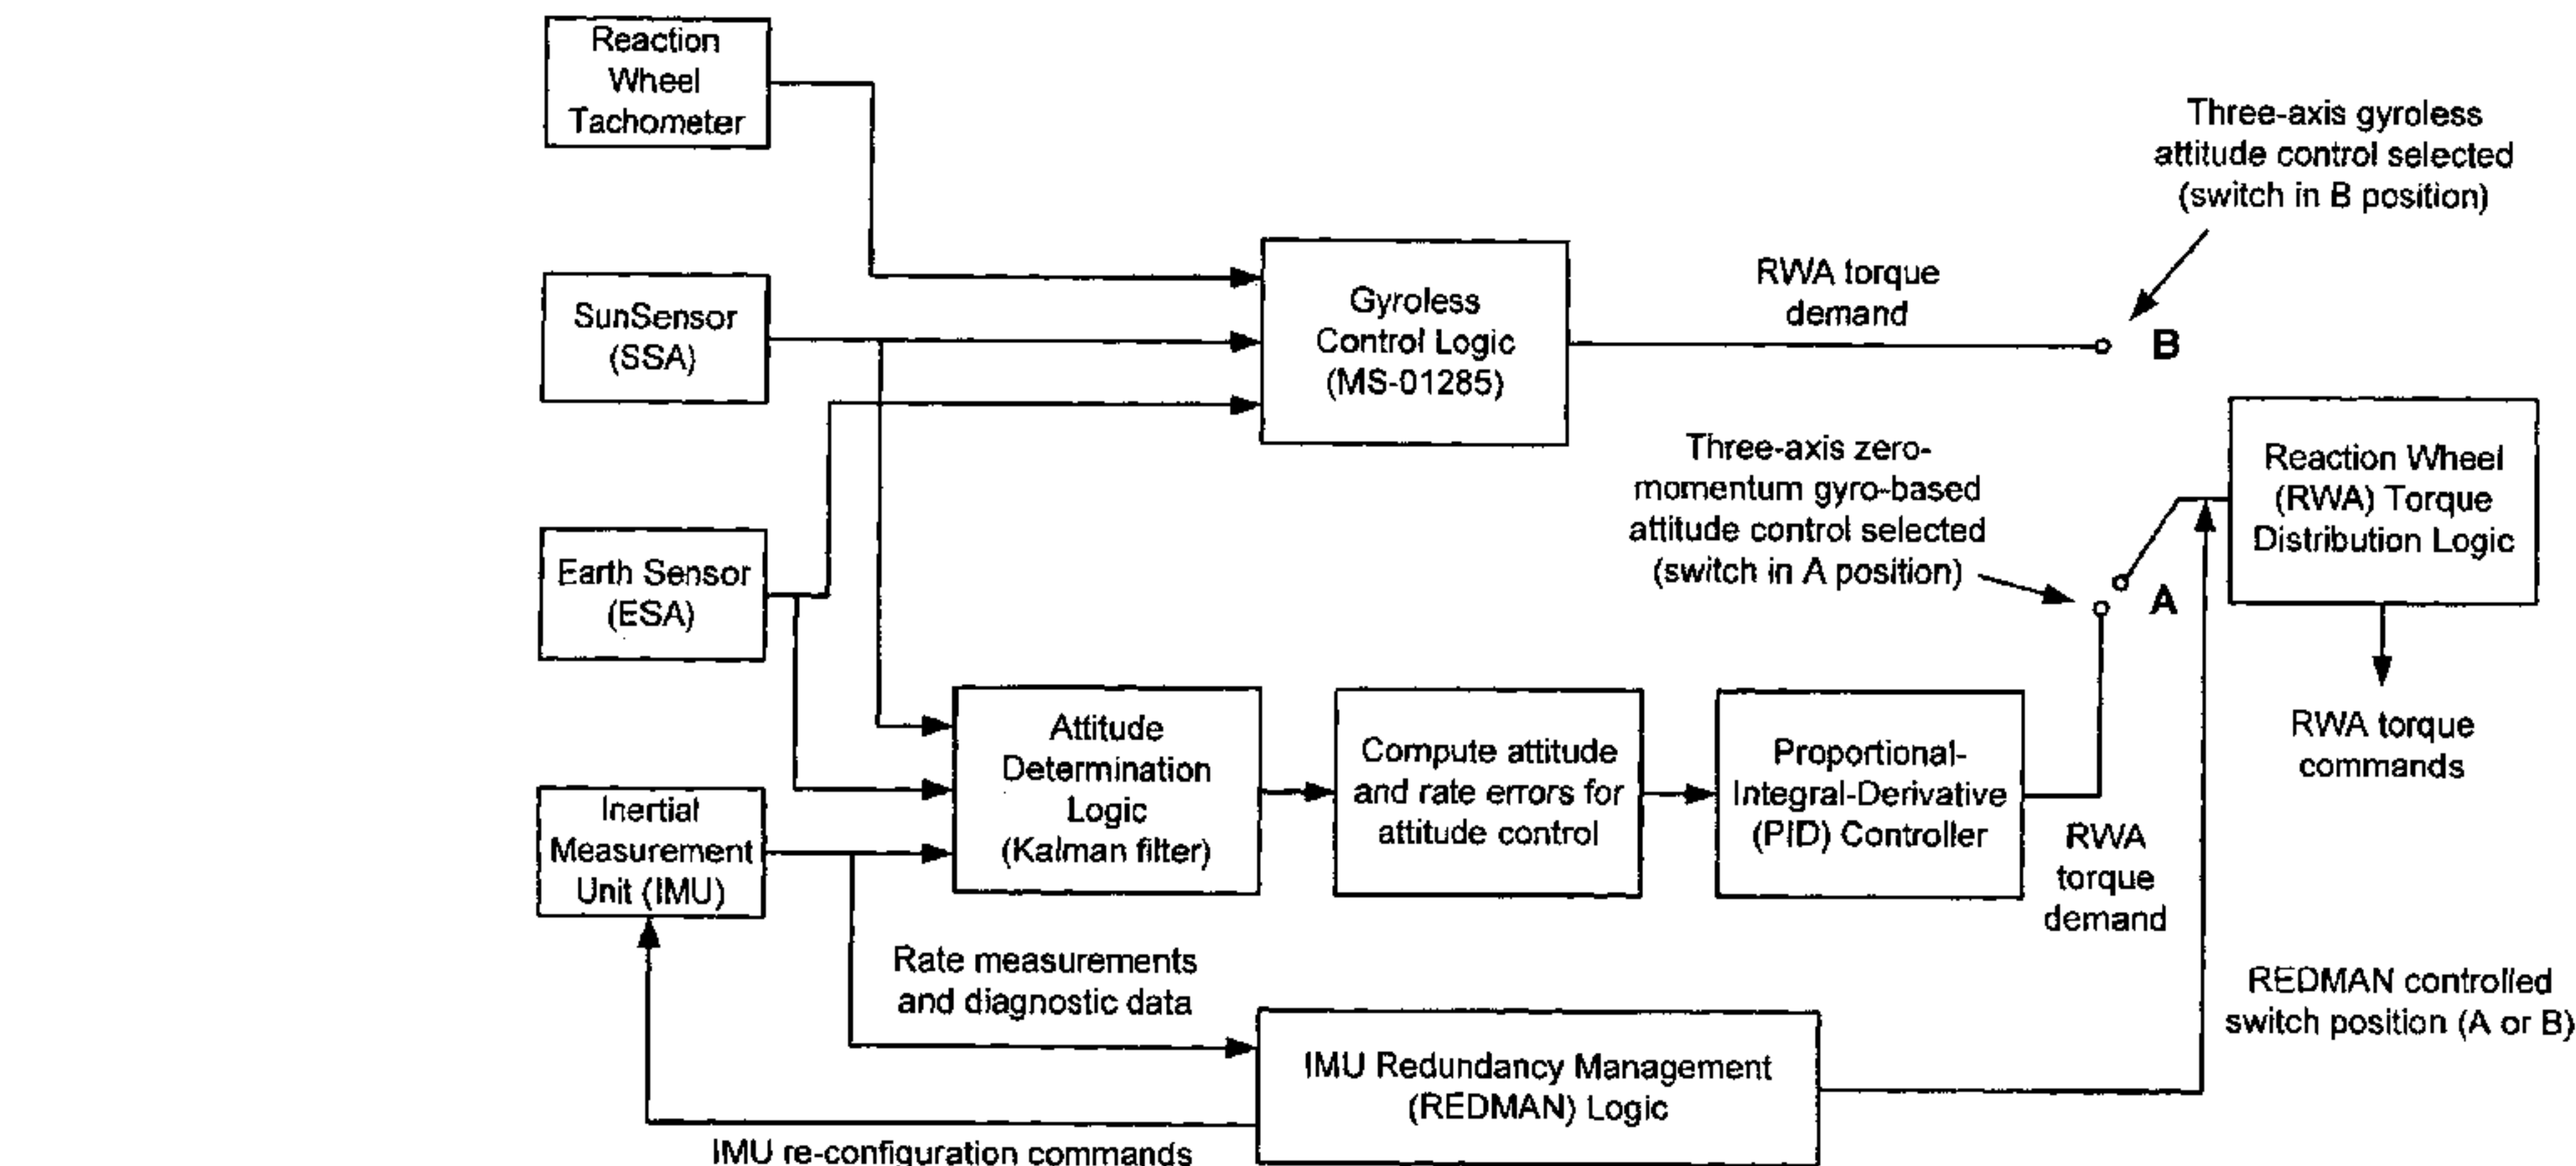 Reaction
Wheel
Tachometer
Three-axis gyroless
attitude control selected
(switch in B position)
SunSensor
(SSA)
Gyroless
Control Logic
(MS-01285)
RWA torque
demand
B
Earth Sensor
(ESA)
Three-axis zero-
momentum gyro-based
attitude control selected
(switch in A position)
A
Reaction Wheel
(RWA) Torque
Distribution Logic
RWA torque
commands
Inertial
Measurement
Unit (IMU)
Attitude
Determination
Logic
(Kalman filter)
Compute attitude
and rate errors for
attitude control
Proportional-
Integral-Derivative
(PID) Controller
RWA
torque
demand
Rate measurements
and diagnostic data
IMU Redundancy Management
(REDMAN) Logic
REDMAN controlled
switch position (A or B)
IMU re-configuration commands